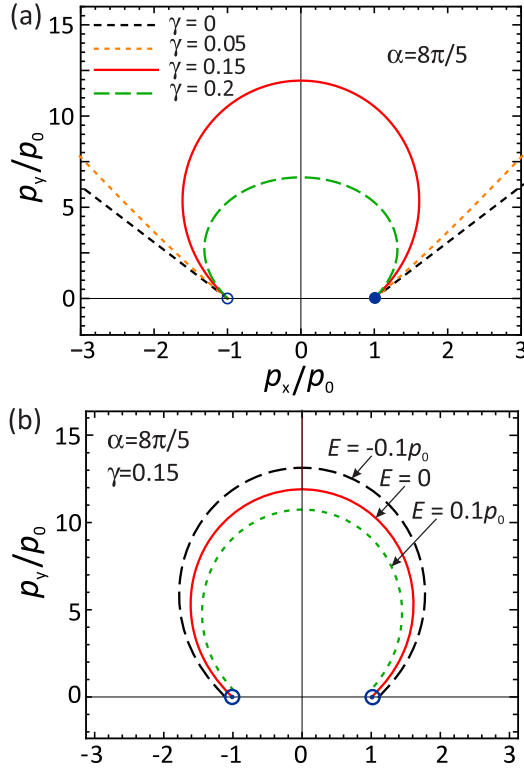 (a)
γ = 0
γ = 0.05
γ = 0.15
γ = 0.2
α=8π/5
15
10
5
0
p_y/p_0
−3 −2 −1 0 1 2 3
p_x/p_0
(b)
α=8π/5
γ=0.15
E = -0.1p_0
E = 0
E = 0.1p_0
15
10
5
0
p_y/p_0
-3 -2 -1 0 1 2 3